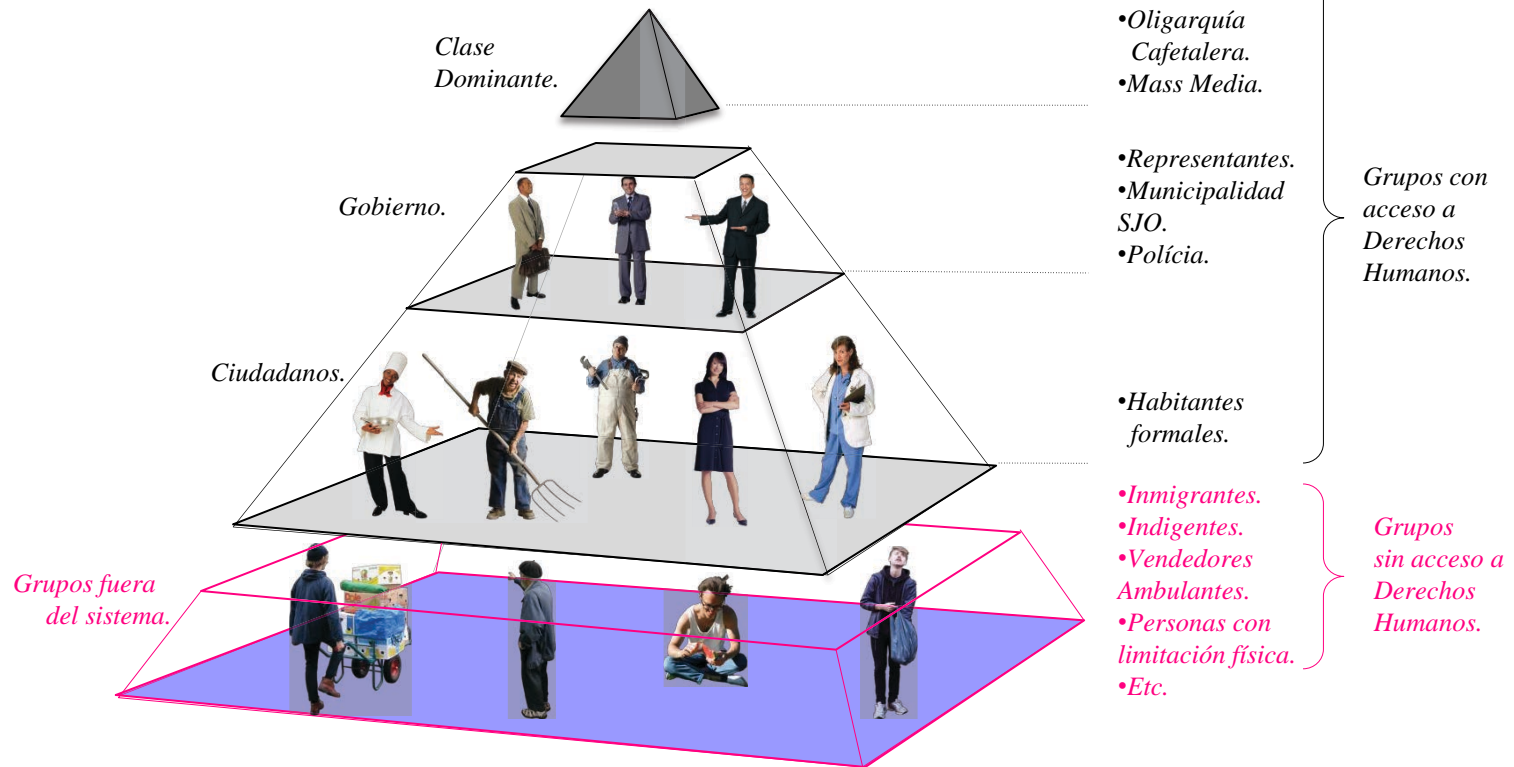 Clase
Dominante.
•Oligarquía
Cafetalera.
•Mass Media.
Gobierno.
•Representantes.
•Municipalidad
SJO.
•Polícia.
Grupos con
acceso a
Derechos
Humanos.
Ciudadanos.
•Habitantes
formales.
Grupos fuera
del sistema.
•Inmigrantes.
•Indigentes.
•Vendedores
Ambulantes.
•Personas con
limitación física.
•Etc.
Grupos
sin acceso a
Derechos
Humanos.